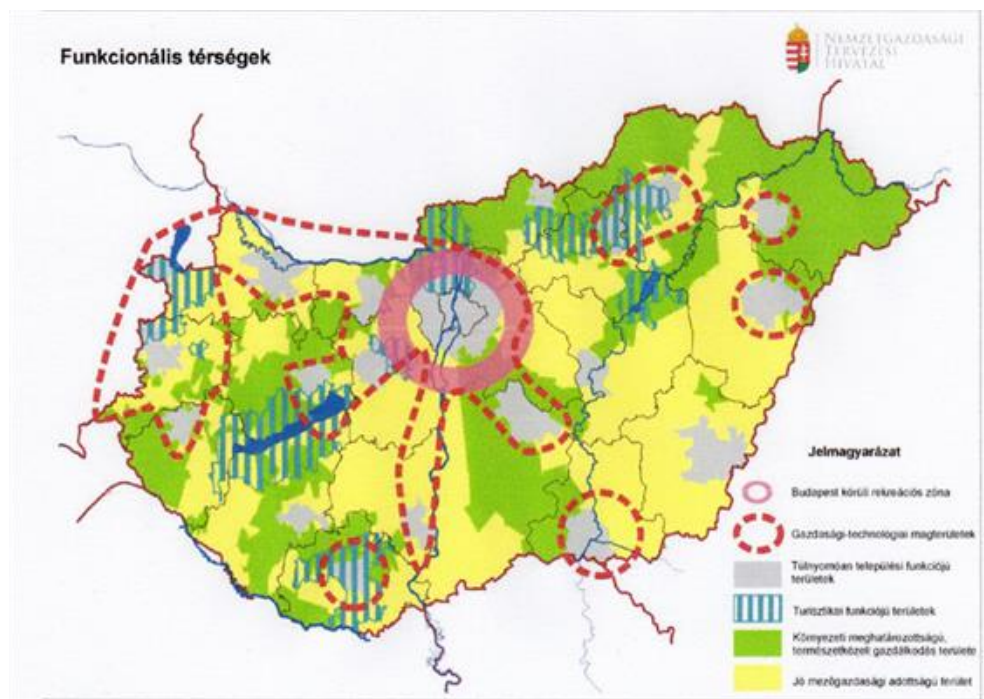 Funkcionális térségek
NEMZETGAZDASÁGI
TERVEZÉSI
HIVATAL
Jelmagyarázat
Budapest körüli rekreációs zóna
Gazdasági-technológiai magterületek
Túlnyomóan települési funkciójú
területek
Turisztikai funkciójú területek
Környezeti meghatározottságú,
természetközeli gazdálkodás területe
Jó mezőgazdasági adottságú terület